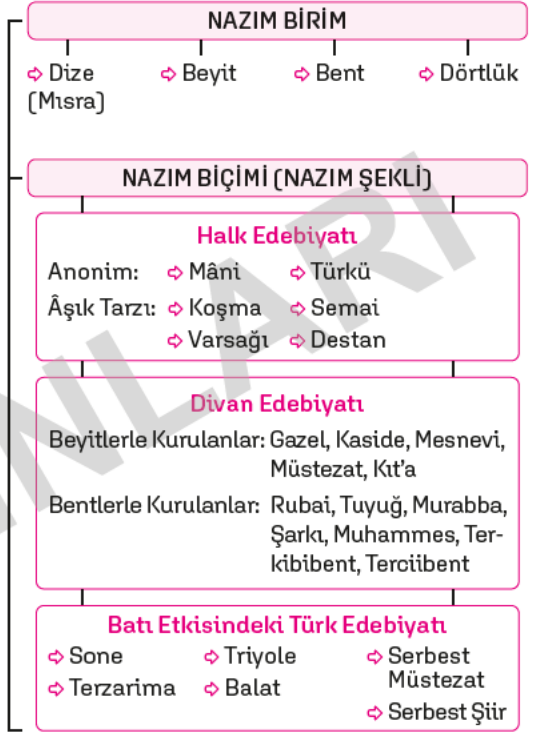 NAZIM BİRİM
➩ Dize ➩ Beyit ➩ Bent ➩ Dörtlük
(Mısra)
NAZIM BİÇİMİ (NAZIM ŞEKLİ)
Halk Edebiyatı
Anonim: ➩ Mâni ➩ Türkü
Âşık Tarzı: ➩ Koşma ➩ Semai
➩ Varsağı ➩ Destan
Divan Edebiyatı
Beyitlerle Kurulanlar: Gazel, Kaside, Mesnevi,
Müstezat, Kıt’a
Bentlerle Kurulanlar: Rubai, Tuyuğ, Murabba,
Şarkı, Muhammes, Ter-
kibibent, Terciibent
Batı Etkisindeki Türk Edebiyatı
➩ Sone ➩ Triyole ➩ Serbest
Müstezat
➩ Terzarima ➩ Balat
➩ Serbest Şiir
NLARI